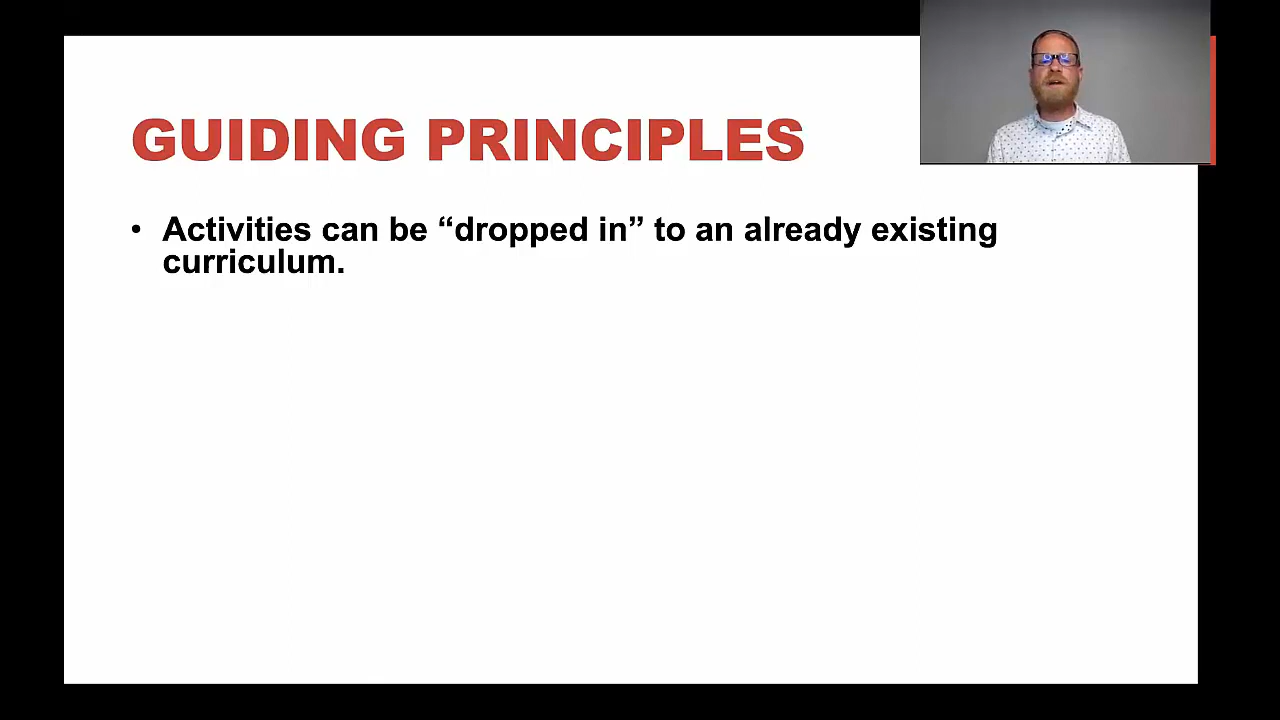 GUIDING PRINCIPLES
• Activities can be “dropped in” to an already existing
curriculum.